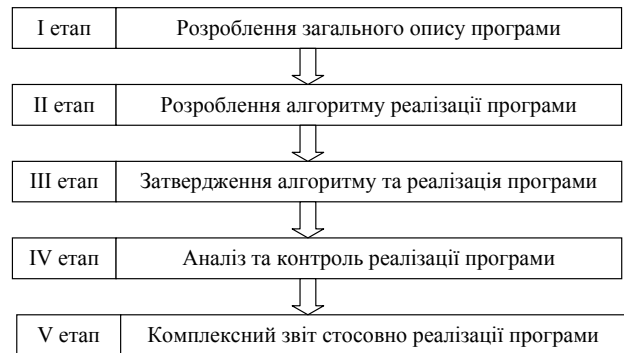 І етап Розроблення загального опису програми
ІІ етап Розроблення алгоритму реалізації програми
ІІІ етап Затвердження алгоритму та реалізація програми
IV етап Аналіз та контроль реалізації програми
V етап Комплексний звіт стосовно реалізації програми